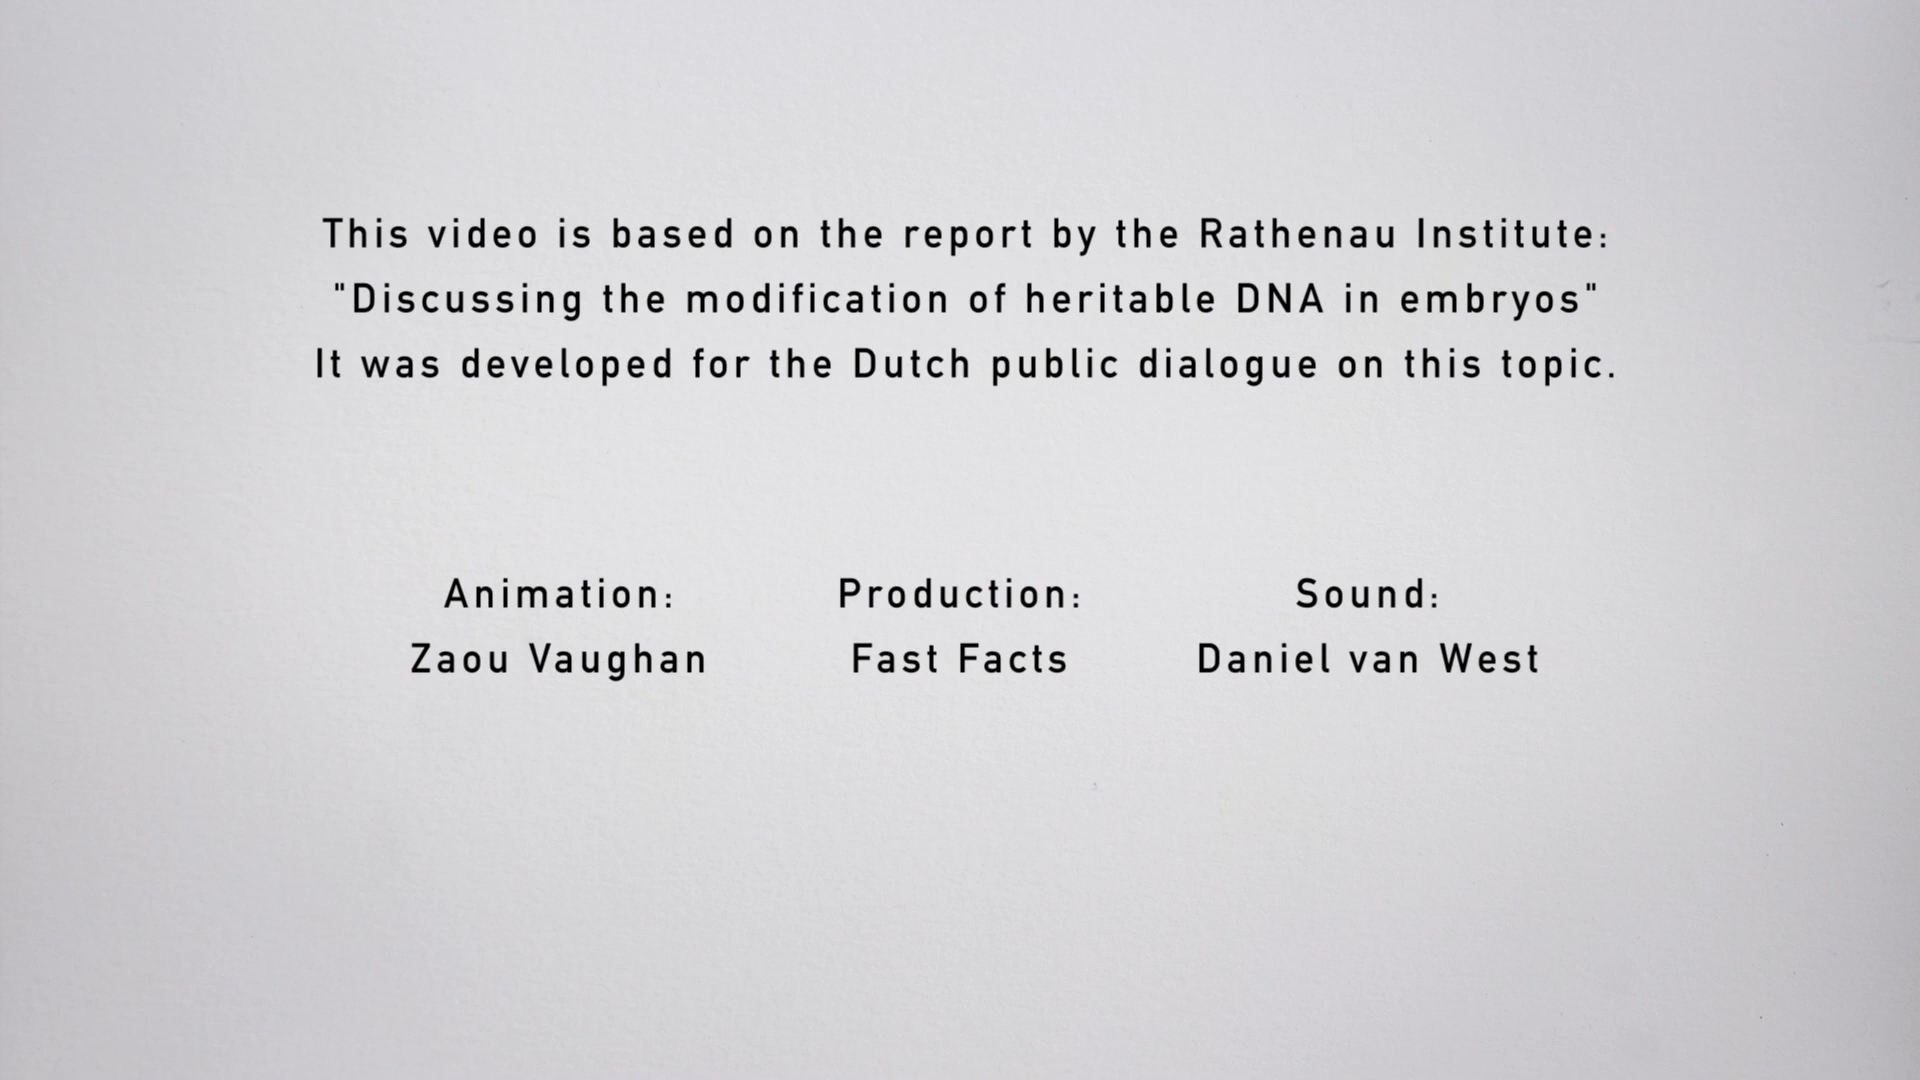 This video is based on the report by the Rathenau Institute:
"Discussing the modification of heritable DNA in embryos"
It was developed for the Dutch public dialogue on this topic.
Animation:
Zaou Vaughan
Production:
Fast Facts
Sound:
Daniel van West